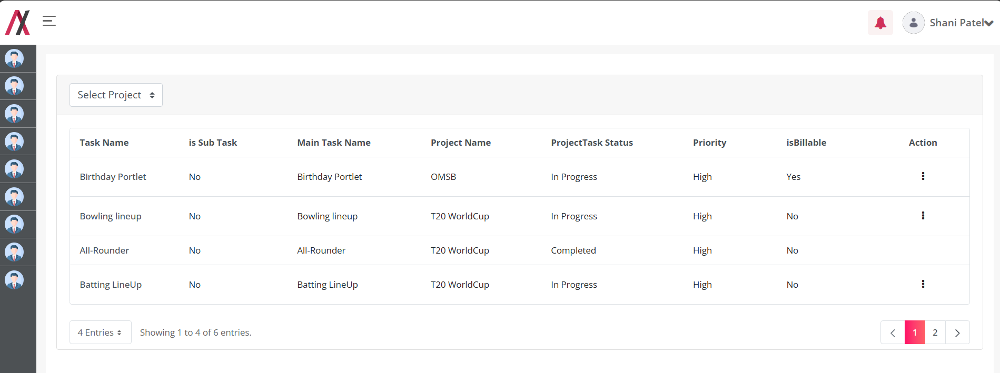 Shani Patel
Select Project
Task Name is Sub Task Main Task Name Project Name ProjectTask Status Priority isBillable Action
Birthday Portlet No Birthday Portlet OMSB In Progress High Yes
Bowling lineup No Bowling lineup T20 WorldCup In Progress High No
All-Rounder No All-Rounder T20 WorldCup Completed High No
Batting LineUp No Batting LineUp T20 WorldCup In Progress High No
4 Entries Showing 1 to 4 of 6 entries. 1 2